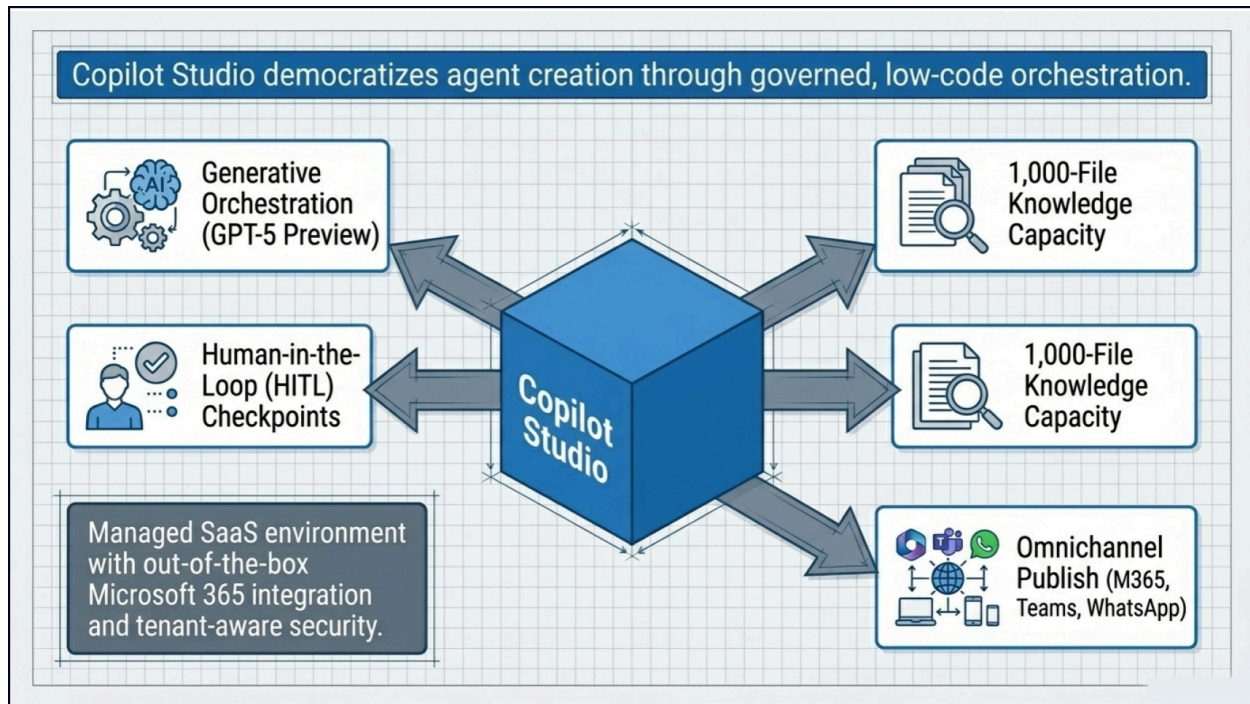 Copilot Studio democratizes agent creation through governed, low-code orchestration.
AI
Generative
Orchestration
(GPT-5 Preview)
Human-in-the-
Loop (HITL)
Checkpoints
Managed SaaS environment
with out-of-the-box
Microsoft 365 integration
and tenant-aware security.
Copilot
Studio
1,000-File
Knowledge
Capacity
1,000-File
Knowledge
Capacity
T
Omnichannel
Publish (M365,
Teams, WhatsApp)